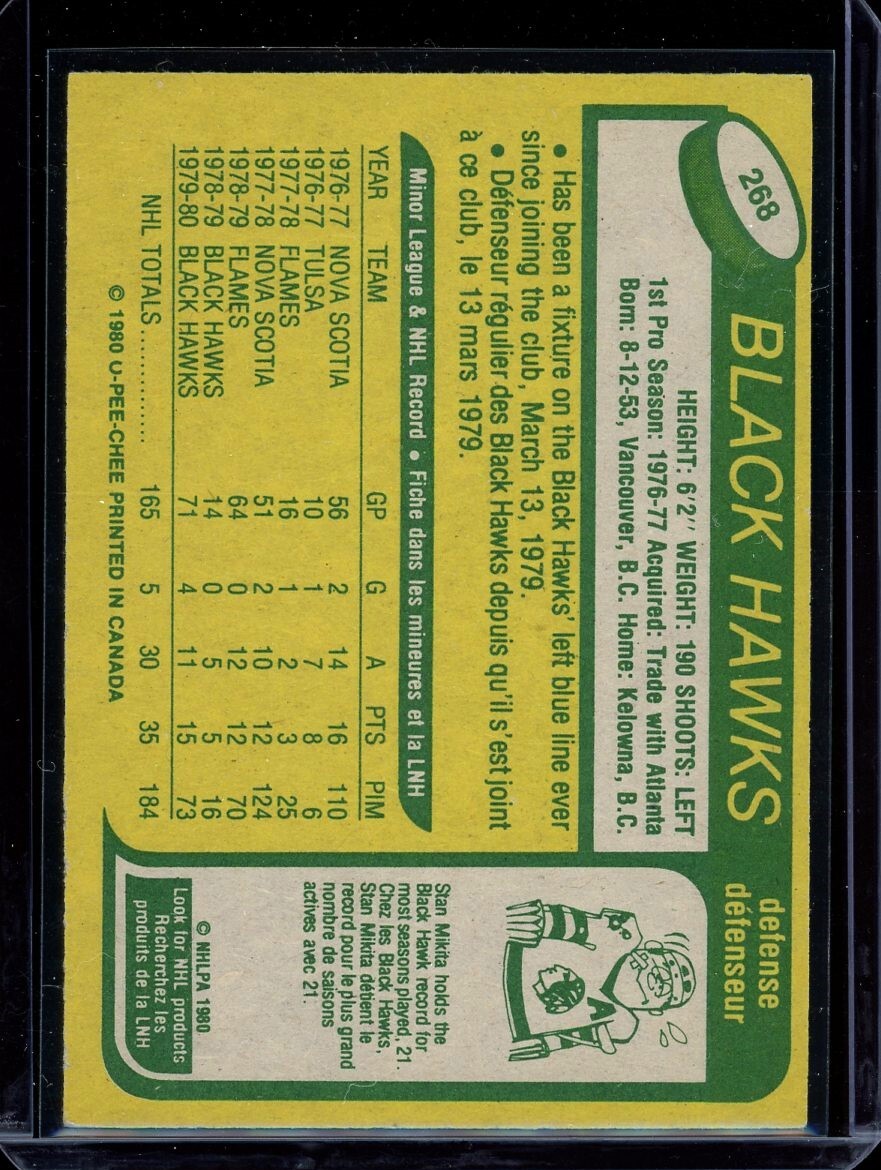 268
BLACK HAWKS
defense
défenseur
HEIGHT: 6'2" WEIGHT: 190 SHOOTS: LEFT
1st Pro Season: 1976-77 Acquired: Trade with Atlanta
Born: 8-12-53, Vancouver, B.C. Home: Kelowna, B.C.
• Has been a fixture on the Black Hawks' left blue line ever
since joining the club, March 13, 1979.
• Défenseur régulier des Black Hawks depuis qu'il s'est joint
à ce club, le 13 mars 1979.
Minor League & NHL Record • Fiche dans les mineures et la LNH
YEAR TEAM GP G A PTS PIM
1976-77 NOVA SCOTIA 56 2 14 16 110
1976-77 TULSA 10 1 7 8 6
1977-78 FLAMES 16 1 2 3 25
1977-78 NOVA SCOTIA 51 2 10 12 124
1978-79 FLAMES 64 0 12 12 70
1978-79 BLACK HAWKS 14 0 5 5 16
1979-80 BLACK HAWKS 71 4 11 15 73
NHL TOTALS .............. 165 5 30 35 184
© 1980 O-PEE-CHEE PRINTED IN CANADA
A
Stan Mikita holds the
Black Hawk record for
most seasons played, 21.
Chez les Black Hawks,
Stan Mikita détient le
record pour le plus grand
nombre de saisons
actives avec 21.
© NHLPA 1980
Look for NHL products
Recherchez les
produits de la LNH